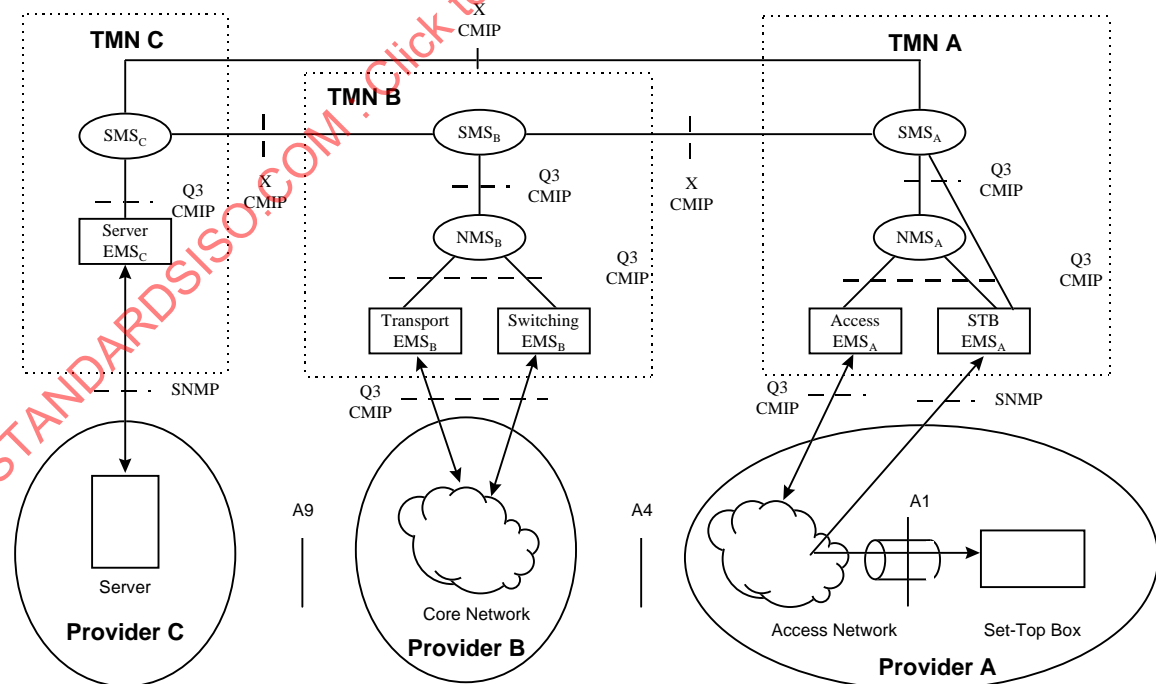 X
CMIP
TMN C
TMN A
TMN B
SMSC
SMSB
SMSA
Q3
CMIP
X
CMIP
Q3
CMIP
X
CMIP
Q3
CMIP
Server
EMSC
NMSB
NMSA
Q3
CMIP
Q3
CMIP
Transport
EMSB
Switching
EMSB
Access
EMSA
STB
EMSA
SNMP
Q3
CMIP
Q3
CMIP
SNMP
A9
A4
A1
Server
Core Network
Access Network
Set-Top Box
Provider C
Provider B
Provider A
STANDARDSISO.COM : Click to